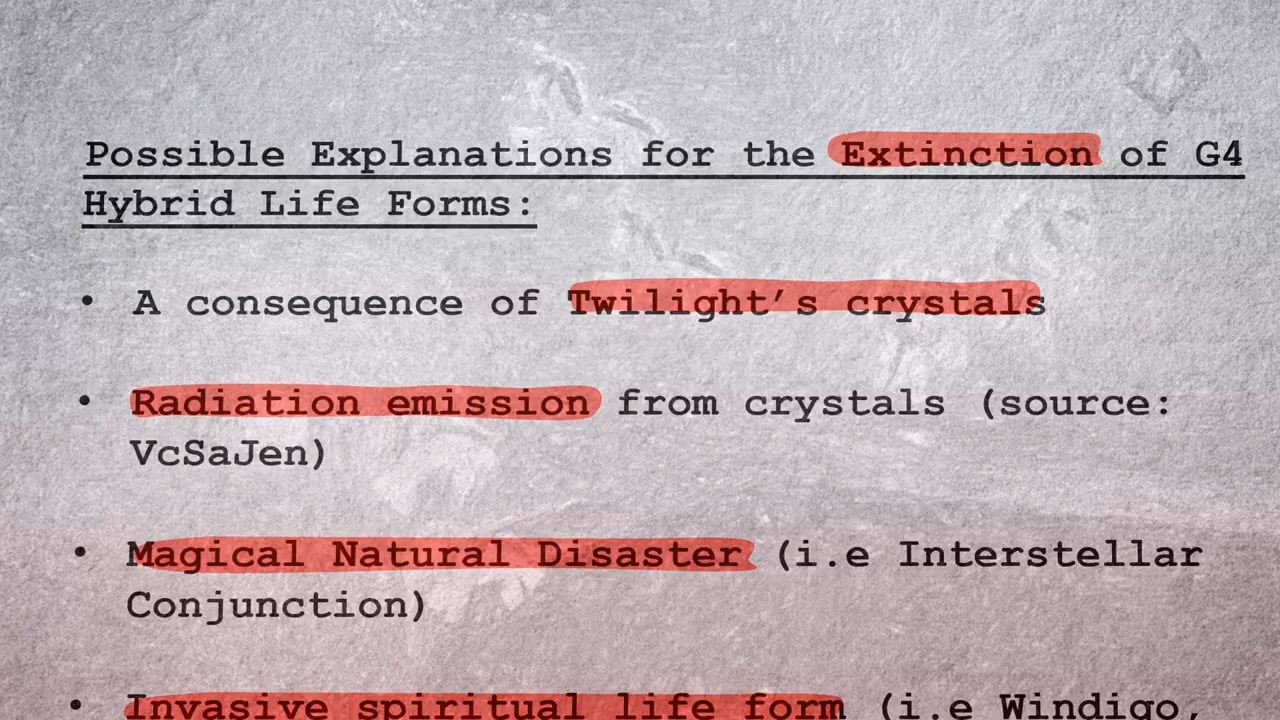 Possible Explanations for the Extinction of G4
Hybrid Life Forms:
• A consequence of Twilight’s crystals
• Radiation emission from crystals (source:
VcSaJen)
• Magical Natural Disaster (i.e Interstellar
Conjunction)
• Invasive spiritual life form (i.e Windigo,